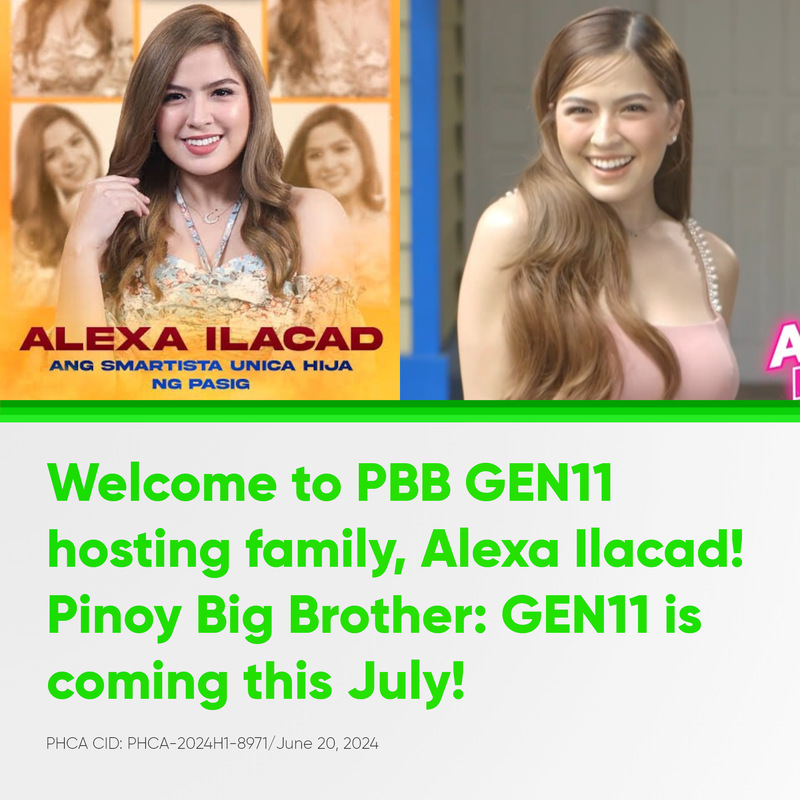 ALEXA ILACAD
ANG SMARTISTA UNICA HIJA
NG PASIG
A
Welcome to PBB GEN11
hosting family, Alexa Ilacad!
Pinoy Big Brother: GEN11 is
coming this July!
PHCA CID: PHCA-2024H1-8971/June 20, 2024